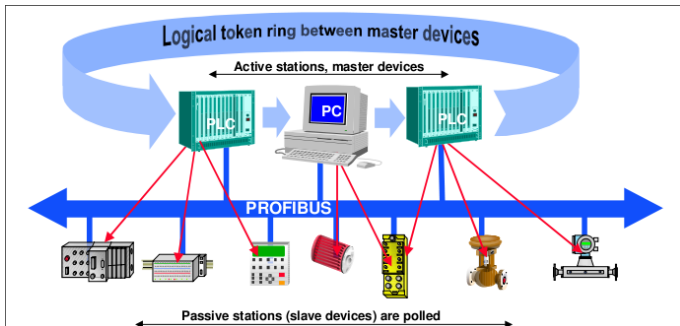 Logical token ring between master devices
Active stations, master devices
PLC
PC
PLC
PROFIBUS
Passive stations (slave devices) are polled